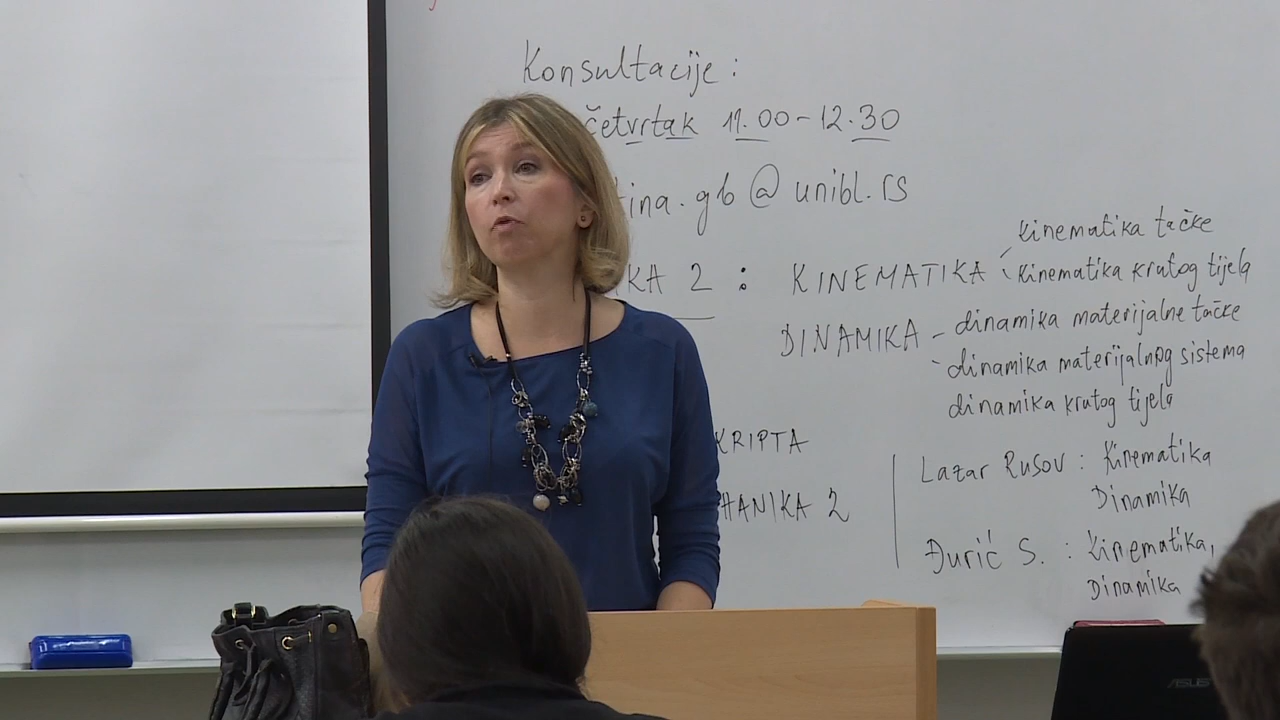 Konsultacije:
četvrtak 11.00-12.30
tina.gb@unibl.rs
KA 2 : KINEMATIKA - kinematika tačke
- kinematika krutog tijela
DINAMIKA - dinamika materijalne tačke
- dinamika materijalnog sistema
dinamika krutog tijela
KRIPTA
HANIKA 2
Lazar Rusov : Kinematika
Dinamika
Đurić S. : Kinematika,
Dinamika
ASUS